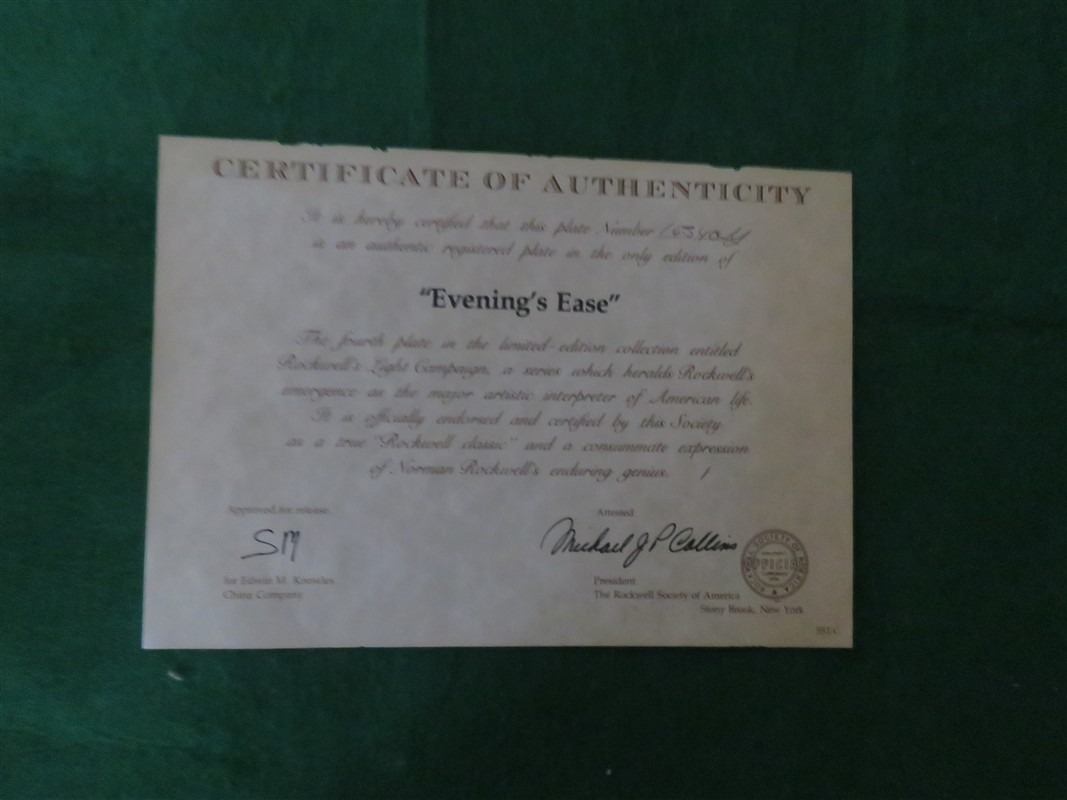 CERTIFICATE OF AUTHENTICITY
It is hereby certified that this plate Number
is an authentic registered plate in the only edition of
"Evening's Ease"
The fourth plate in the limited-edition collection entitled
Rockwell's Light Campaign, a series which heralds Rockwell's
emergence as the major artistic interpreter of American life.
It is officially endorsed and certified by this Society
as a true "Rockwell classic" and a consummate expression
of Norman Rockwell's enduring genius.
Approved for release
Attested
SM
Michael J P Collins
for Edwin M. Knowles
China Company
President
The Rockwell Society of America
Stony Brook, New York